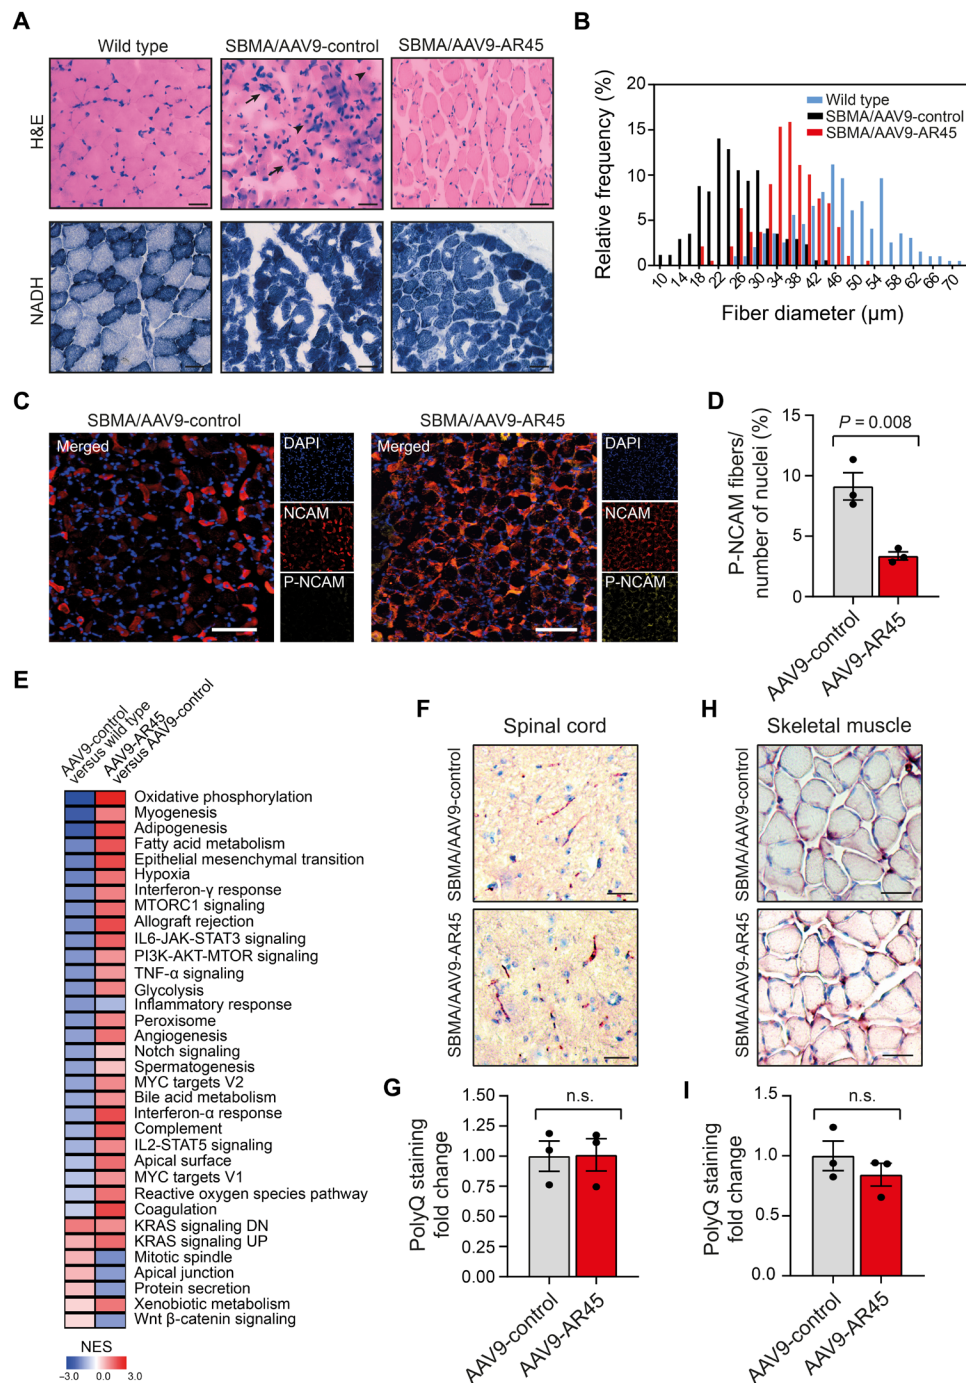 A
Wild type
SBMA/AAV9-control
SBMA/AAV9-AR45
H&E
NADH
B
Relative frequency (%)
20
15
10
5
0
Wild type
SBMA/AAV9-control
SBMA/AAV9-AR45
10 14 18 22 26 30 34 38 42 46 50 54 58 62 66 70
Fiber diameter (µm)
C
SBMA/AAV9-control
SBMA/AAV9-AR45
Merged
DAPI
NCAM
P-NCAM
Merged
DAPI
NCAM
P-NCAM
D
P-NCAM fibers/
number of nuclei (%)
15
10
5
0
P = 0.008
AAV9-control
AAV9-AR45
E
AAV9-control
versus wild type
AAV9-AR45
versus AAV9-control
Oxidative phosphorylation
Myogenesis
Adipogenesis
Fatty acid metabolism
Epithelial mesenchymal transition
Hypoxia
Interferon-γ response
MTORC1 signaling
Allograft rejection
IL6-JAK-STAT3 signaling
PI3K-AKT-MTOR signaling
TNF-α signaling
Glycolysis
Inflammatory response
Peroxisome
Angiogenesis
Notch signaling
Spermatogenesis
MYC targets V2
Bile acid metabolism
Interferon-α response
Complement
IL2-STAT5 signaling
Apical surface
MYC targets V1
Reactive oxygen species pathway
Coagulation
KRAS signaling DN
KRAS signaling UP
Mitotic spindle
Apical junction
Protein secretion
Xenobiotic metabolism
Wnt β-catenin signaling
NES
−3.0 0.0 3.0
F
Spinal cord
SBMA/AAV9-control
SBMA/AAV9-AR45
G
PolyQ staining
fold change
1.50
1.25
1.00
0.75
0.50
0.25
0.00
n.s.
AAV9-control
AAV9-AR45
H
Skeletal muscle
SBMA/AAV9-control
SBMA/AAV9-AR45
I
PolyQ staining
fold change
1.5
1.0
0.5
0.0
n.s.
AAV9-control
AAV9-AR45